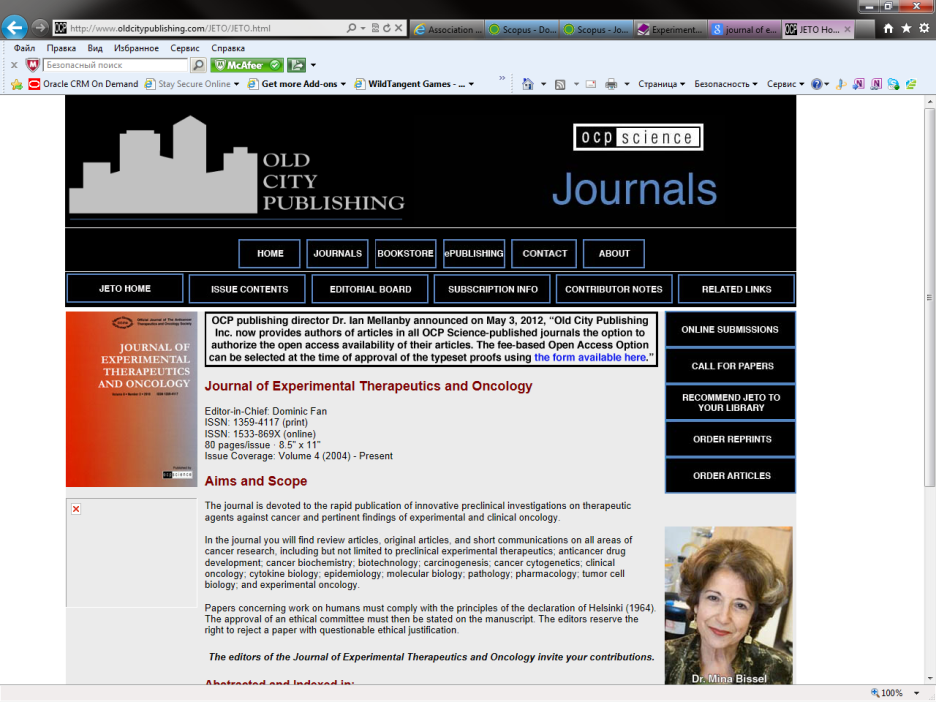 http://www.oldcitypublishing.com/JETO/JETO.html
Association ...
Scopus - Do...
Scopus - Jo...
Experiment...
journal of e...
JETO Ho...
Файл Правка Вид Избранное Сервис Справка
Безопасный поиск
McAfee
Oracle CRM On Demand
Stay Secure Online
Get more Add-ons
WildTangent Games - ...
Страница
Безопасность
Сервис
OLD
CITY
PUBLISHING
ocp science
Journals
HOME
JOURNALS
BOOKSTORE
ePUBLISHING
CONTACT
ABOUT
JETO HOME
ISSUE CONTENTS
EDITORIAL BOARD
SUBSCRIPTION INFO
CONTRIBUTOR NOTES
RELATED LINKS
JOURNAL OF
EXPERIMENTAL
THERAPEUTICS
AND ONCOLOGY
OCP publishing director Dr. Ian Mellanby announced on May 3, 2012, “Old City Publishing
Inc. now provides authors of articles in all OCP Science-published journals the option to
authorize the open access availability of their articles. The fee-based Open Access Option
can be selected at the time of approval of the typeset proofs using the form available here.”
Journal of Experimental Therapeutics and Oncology
Editor-in-Chief: Dominic Fan
ISSN: 1359-4117 (print)
ISSN: 1533-869X (online)
80 pages/issue · 8.5" x 11"
Issue Coverage: Volume 4 (2004) - Present
Aims and Scope
The journal is devoted to the rapid publication of innovative preclinical investigations on therapeutic
agents against cancer and pertinent findings of experimental and clinical oncology.
In the journal you will find review articles, original articles, and short communications on all areas of
cancer research, including but not limited to preclinical experimental therapeutics; anticancer drug
development; cancer biochemistry; biotechnology; carcinogenesis; cancer cytogenetics; clinical
oncology; cytokine biology; epidemiology; molecular biology; pathology; pharmacology; tumor cell
biology; and experimental oncology.
Papers concerning work on humans must comply with the principles of the declaration of Helsinki (1964).
The approval of an ethical committee must then be stated on the manuscript. The editors reserve the
right to reject a paper with questionable ethical justification.
The editors of the Journal of Experimental Therapeutics and Oncology invite your contributions.
Abstracted and Indexed in:
ONLINE SUBMISSIONS
CALL FOR PAPERS
RECOMMEND JETO TO
YOUR LIBRARY
ORDER REPRINTS
ORDER ARTICLES
Dr. Mina Bissel
100%